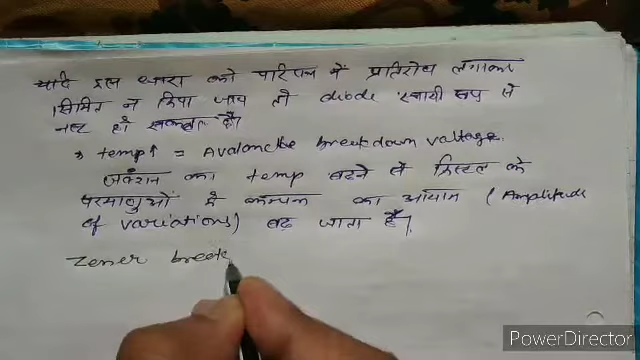 यदि इस धारा को परिपथ में प्रतिरोध लगाकर
सिमित न किया जाय तो diode स्थायी रूप से
नष्ट हो सकता है।
temp↑ = Avalanche breakdown voltage
जंक्शन का temp बढ़ने से क्रिस्टल के
परमाणुओं के कम्पन का आयाम (Amplitude
of variations) बढ़ जाता है।
Zener break
PowerDirector